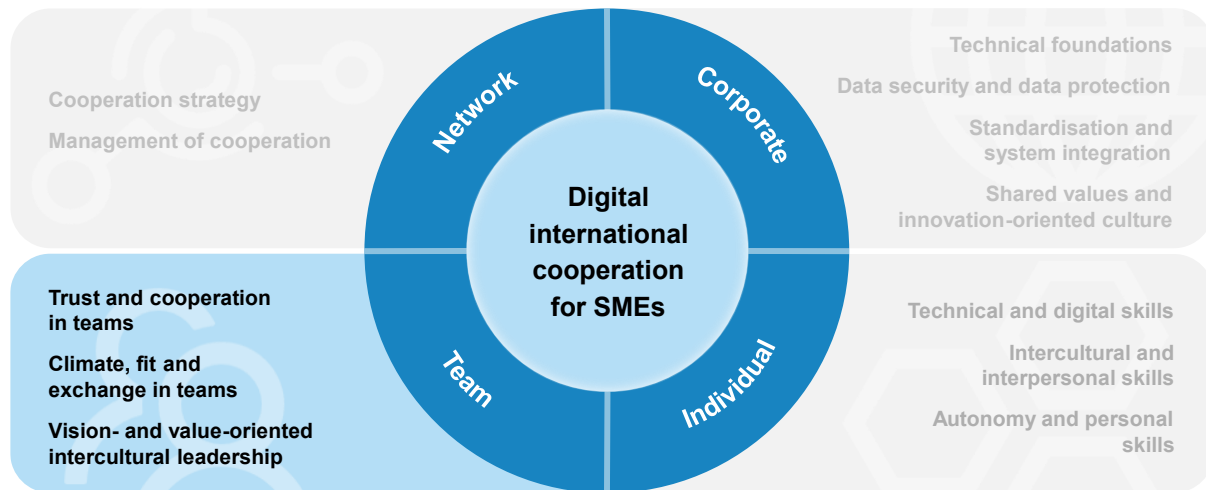 Network
Corporate
Cooperation strategy
Management of cooperation
Technical foundations
Data security and data protection
Standardisation and
system integration
Shared values and
innovation-oriented culture
Digital
international
cooperation
for SMEs
Team
Individual
Trust and cooperation
in teams
Climate, fit and
exchange in teams
Vision- and value-oriented
intercultural leadership
Technical and digital skills
Intercultural and
interpersonal skills
Autonomy and personal
skills